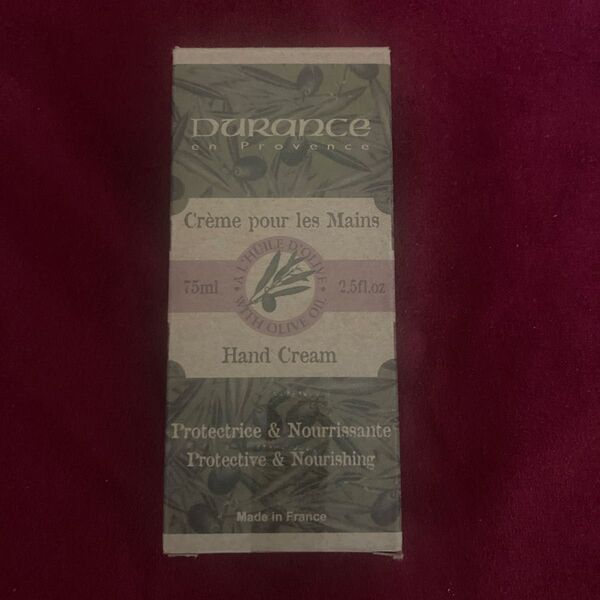 DURANCE
en Provence
Crème pour les Mains
À L'HUILE D'OLIVE
75ml 2.5fl.oz
WITH OLIVE OIL
Hand Cream
Protectrice & Nourrissante
Protective & Nourishing
Made in France